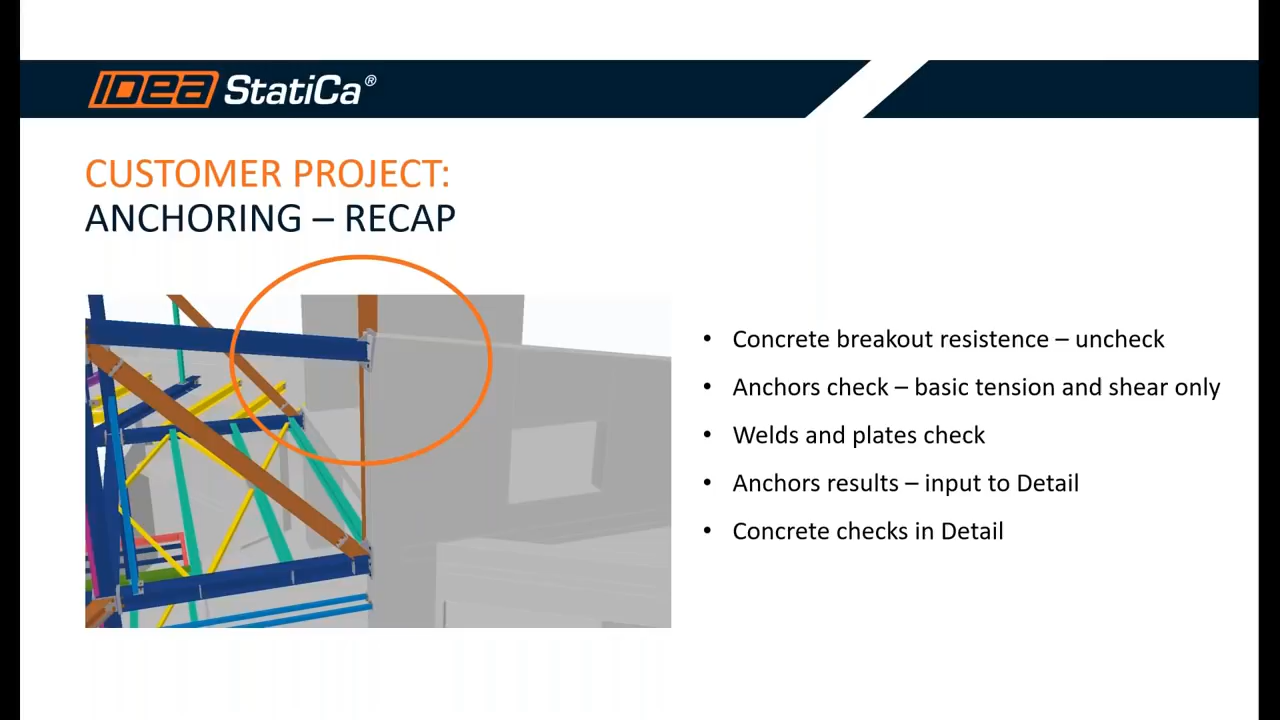 IDEA StatiCa®
CUSTOMER PROJECT:
ANCHORING – RECAP
• Concrete breakout resistence – uncheck
• Anchors check – basic tension and shear only
• Welds and plates check
• Anchors results – input to Detail
• Concrete checks in Detail